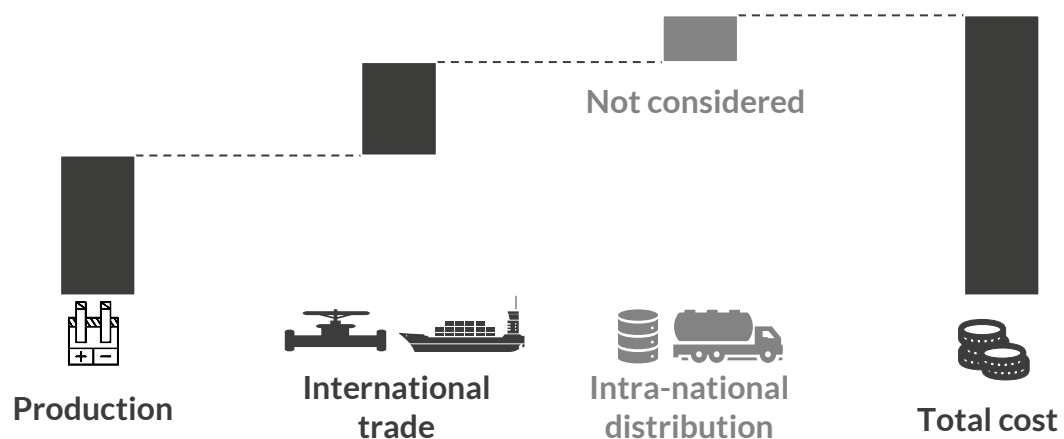 Not considered
Production
International
trade
Intra-national
distribution
Total cost